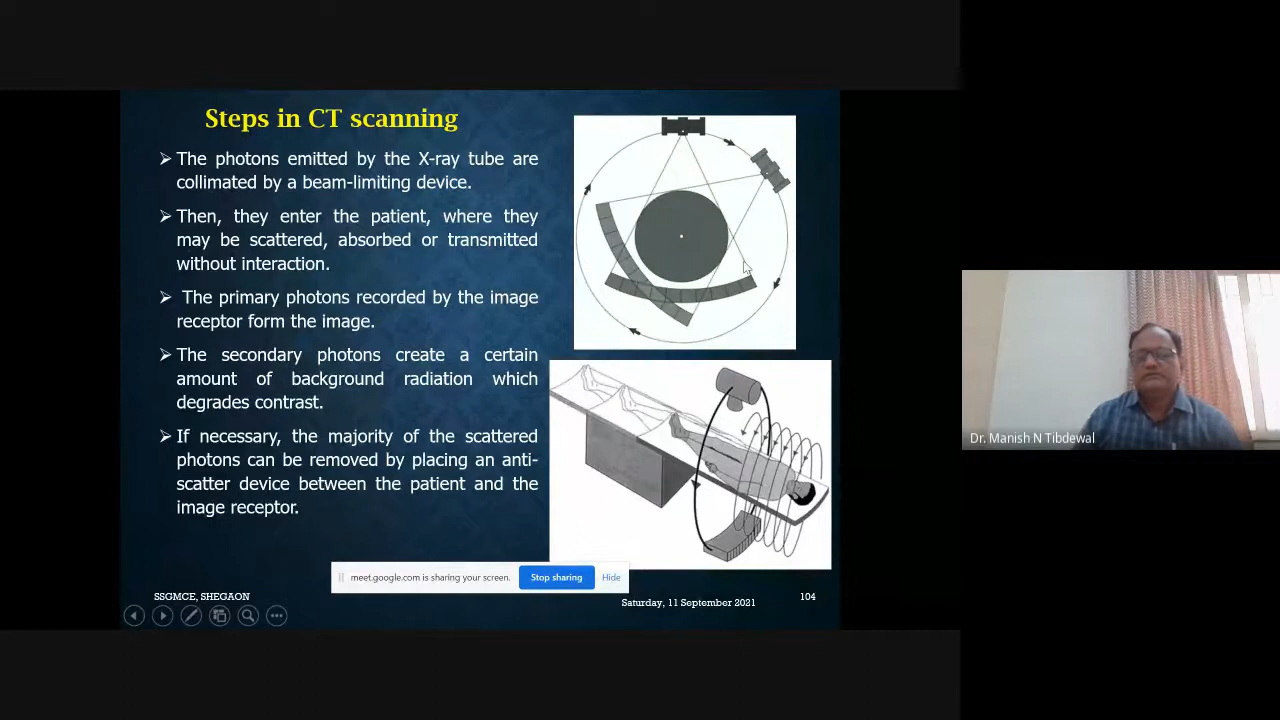 Steps in CT scanning
➢ The photons emitted by the X-ray tube are
collimated by a beam-limiting device.
➢ Then, they enter the patient, where they
may be scattered, absorbed or transmitted
without interaction.
➢ The primary photons recorded by the image
receptor form the image.
➢ The secondary photons create a certain
amount of background radiation which
degrades contrast.
➢ If necessary, the majority of the scattered
photons can be removed by placing an anti-
scatter device between the patient and the
image receptor.
meet.google.com is sharing your screen. Stop sharing Hide
SSGMCE, SHEGAON
Saturday, 11 September 2021
104
Dr. Manish N Tibdewal